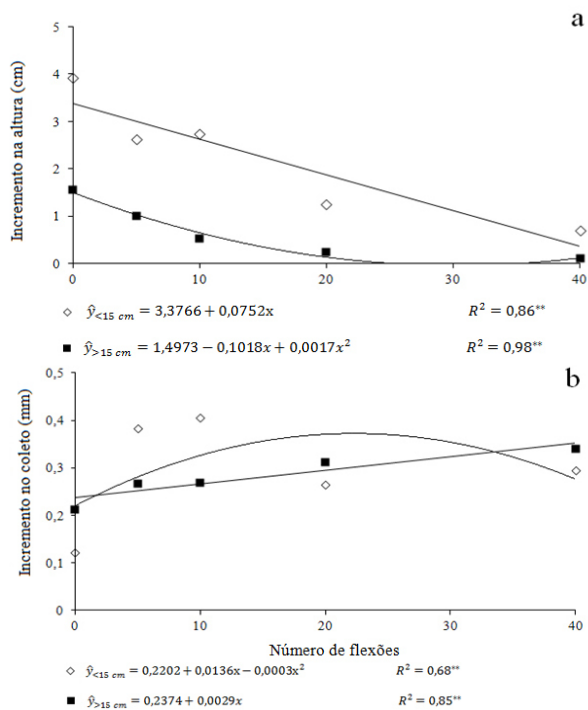 a
Incremento na altura (cm)
5
4
3
2
1
0
0 10 20 30 40
◇ ŷ<15 cm = 3,3766 + 0,0752x R² = 0,86**
■ ŷ>15 cm = 1,4973 − 0,1018x + 0,0017x² R² = 0,98**
b
Incremento no coleto (mm)
0,5
0,4
0,3
0,2
0,1
0
0 10 20 30 40
Número de flexões
◇ ŷ<15 cm = 0,2202 + 0,0136x − 0,0003x² R² = 0,68**
■ ŷ>15 cm = 0,2374 + 0,0029x R² = 0,85**